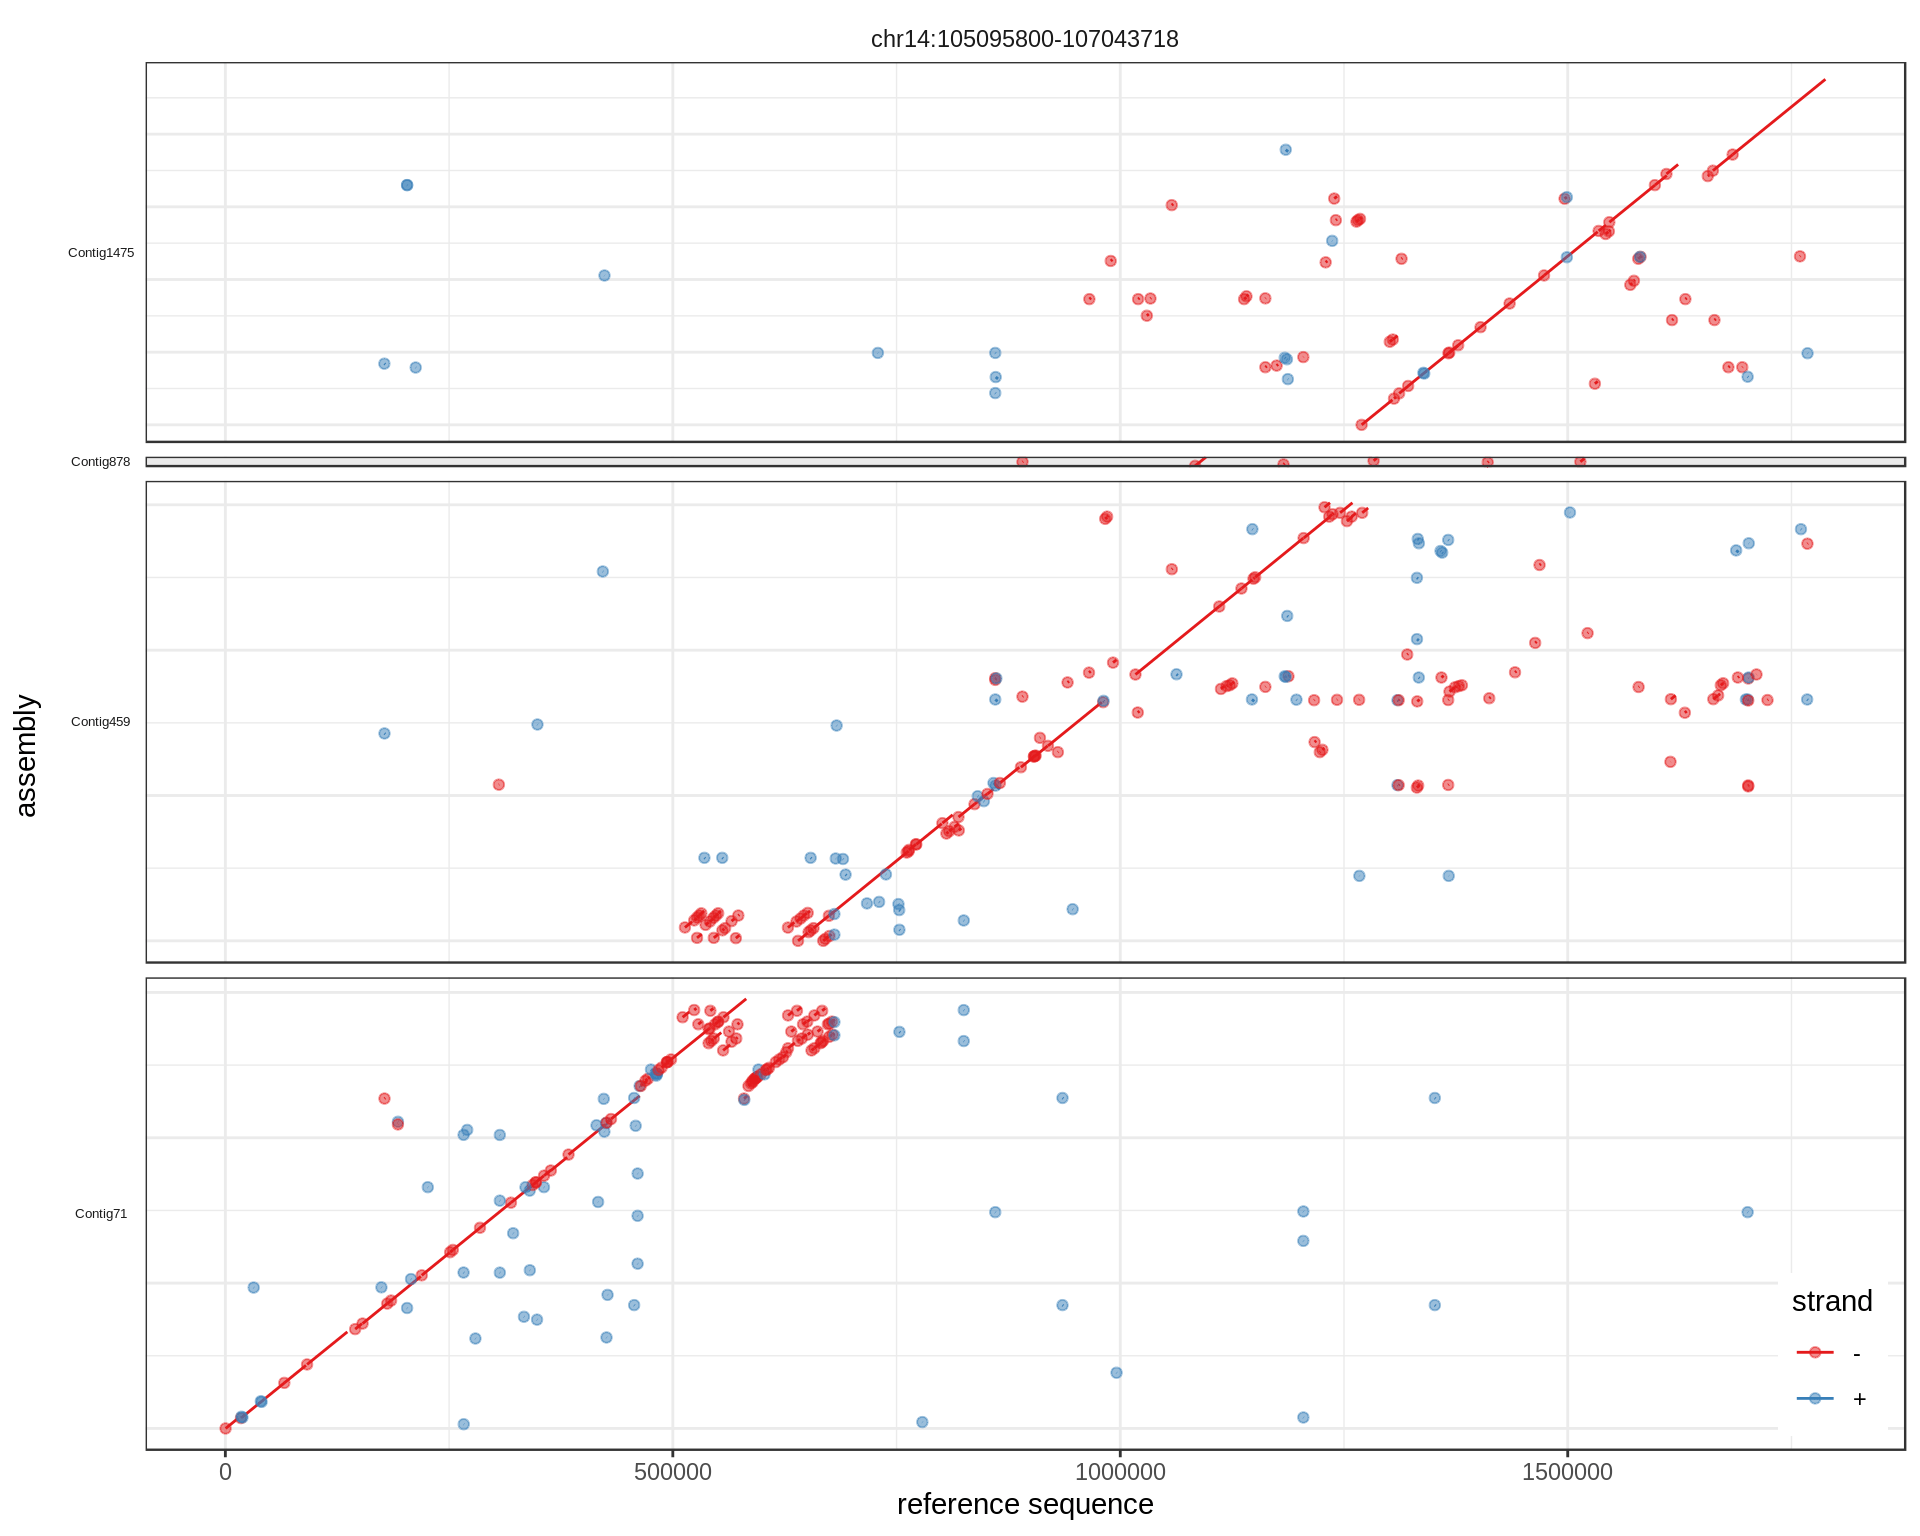 chr14:105095800-107043718
Contig1475
Contig878
Contig459
Contig71
assembly
strand
-
+
0 500000 1000000 1500000
reference sequence